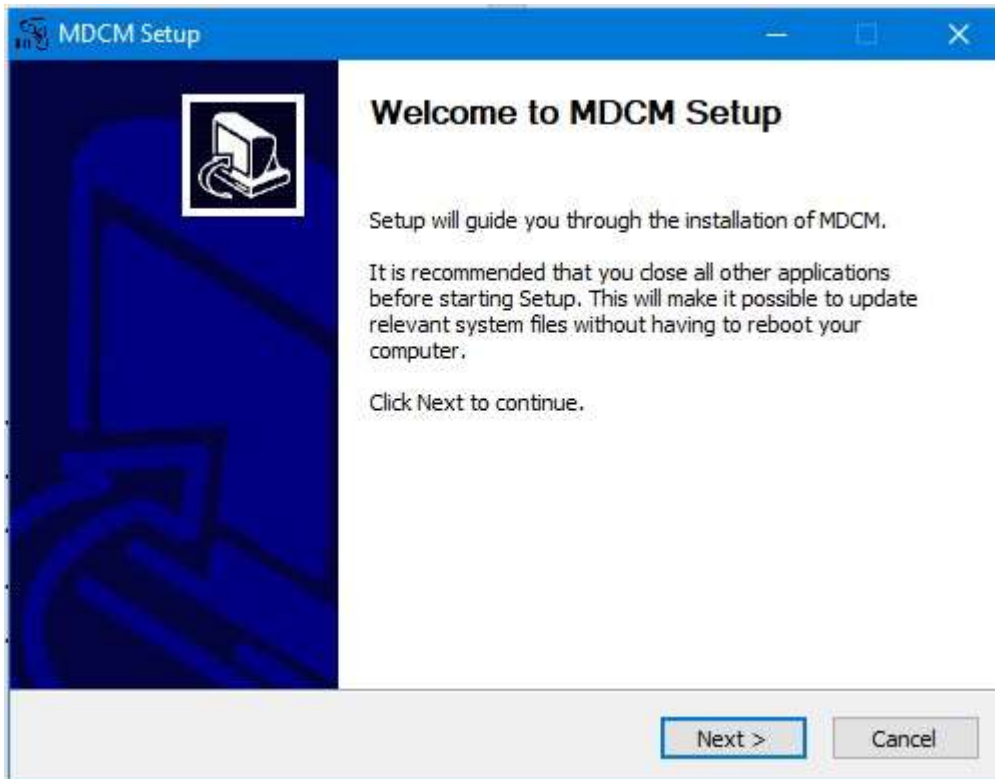 MDCM Setup
Welcome to MDCM Setup
Setup will guide you through the installation of MDCM.
It is recommended that you close all other applications
before starting Setup. This will make it possible to update
relevant system files without having to reboot your
computer.
Click Next to continue.
Next >
Cancel